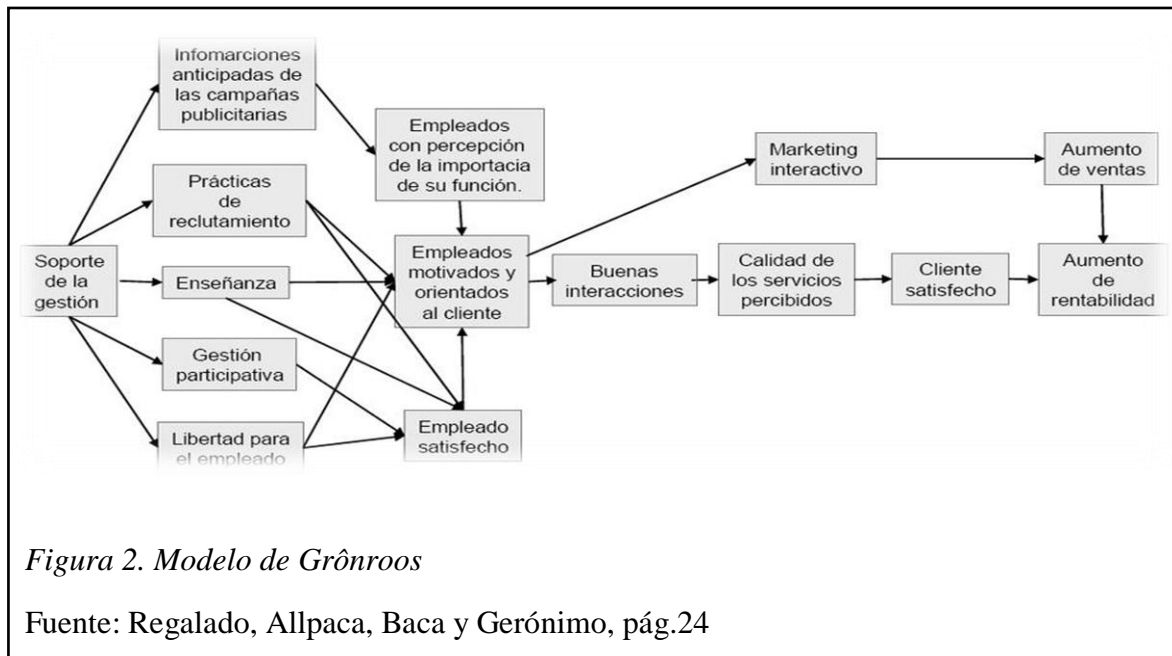 Infomarciones
anticipadas de
las campañas
publicitarias
Empleados
con percepción
de la importacia
de su función.
Marketing
interactivo
Aumento
de ventas
Prácticas
de
reclutamiento
Soporte
de la
gestión
Enseñanza
Empleados
motivados y
orientados
al cliente
Buenas
interacciones
Calidad de
los servicios
percibidos
Cliente
satisfecho
Aumento
de
rentabilidad
Gestión
participativa
Libertad para
el empleado
Empleado
satisfecho
Figura 2. Modelo de Grônroos
Fuente: Regalado, Allpaca, Baca y Gerónimo, pág.24